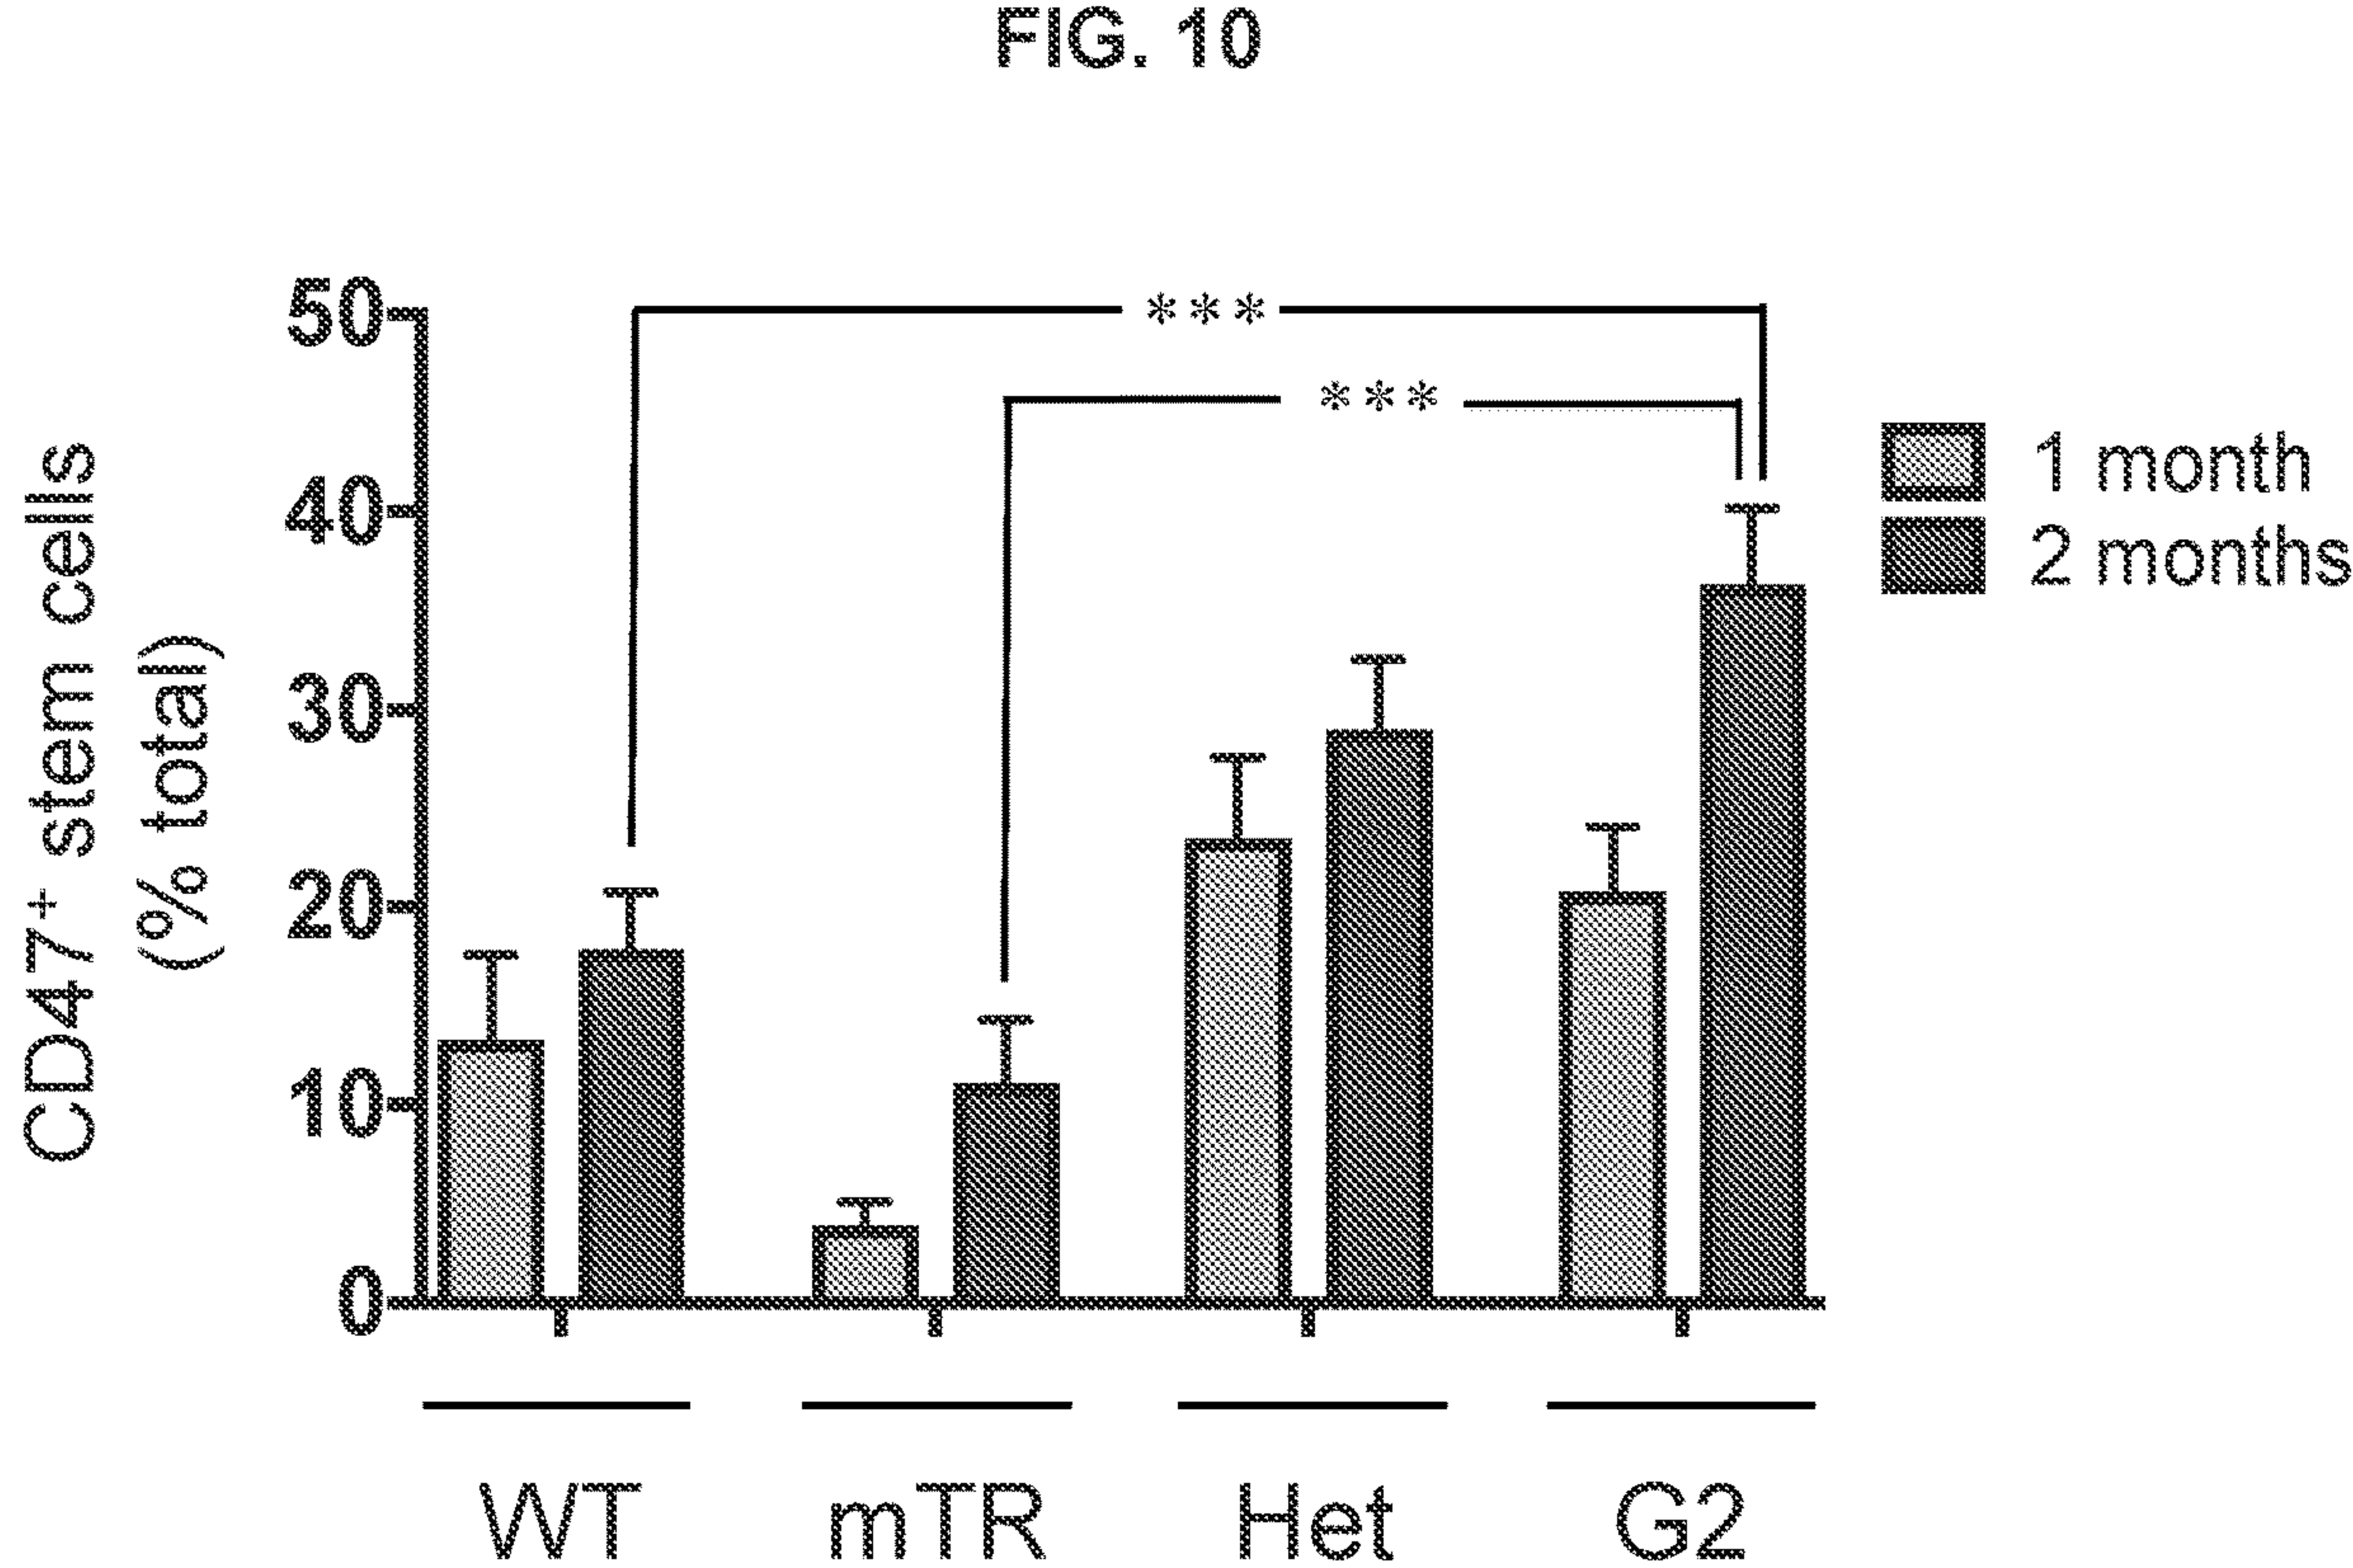 FIG. 10
CD47⁺ stem cells
(% total)
50
40
30
20
10
0
***
***
1 month
2 months
WT
mTR
Het
G2